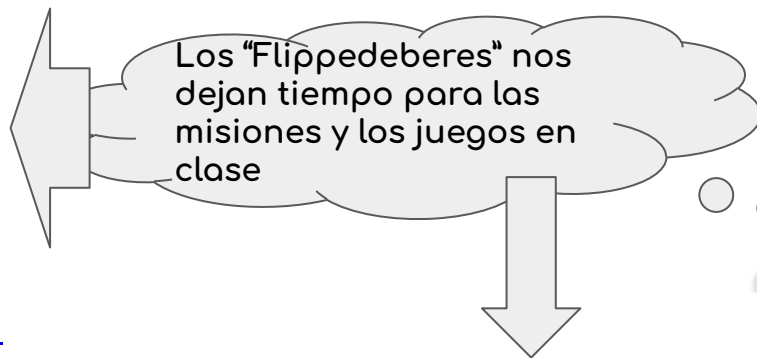 Los “Flippedeberes” nos
dejan tiempo para las
misiones y los juegos en
clase